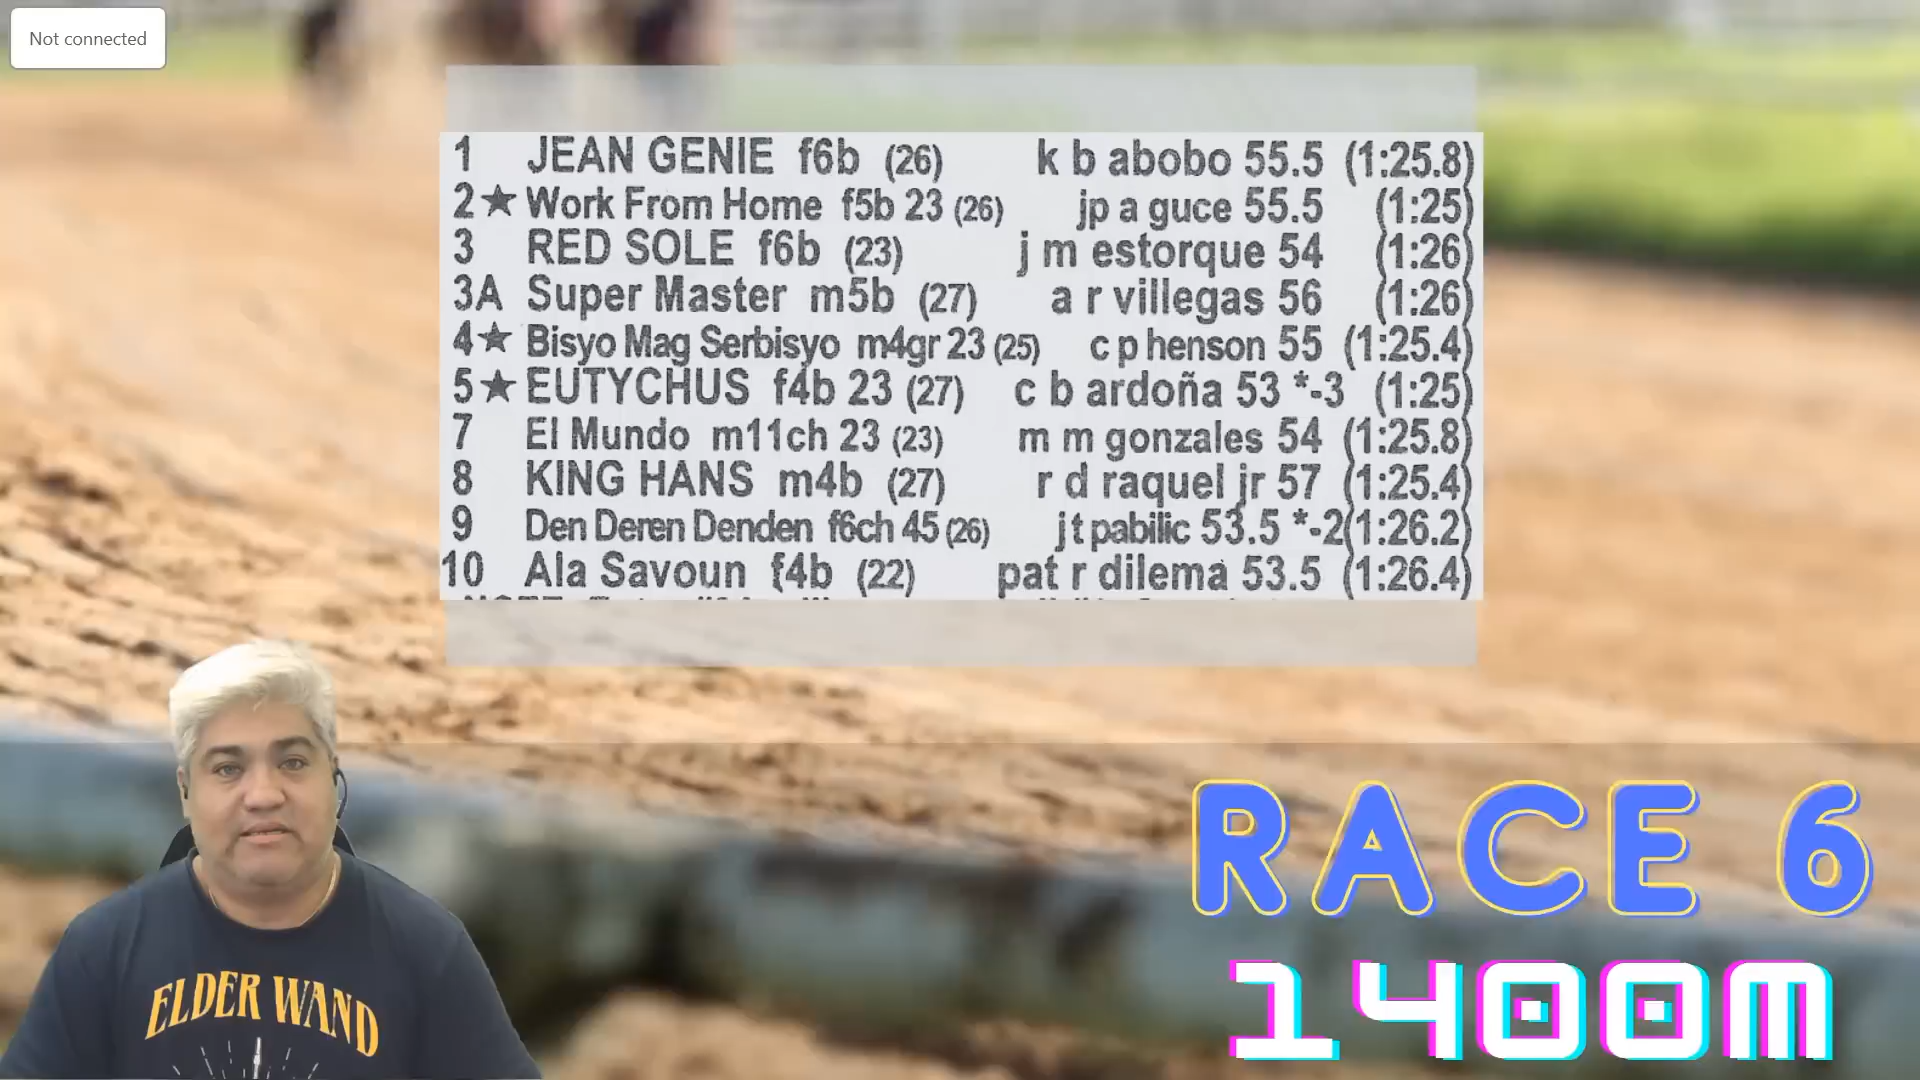 Not connected
1 JEAN GENIE f6b (26) k b abobo 55.5 (1:25.8)
2★ Work From Home f5b 23 (26) jp a guce 55.5 (1:25)
3 RED SOLE f6b (23) j m estorque 54 (1:26)
3A Super Master m5b (27) a r villegas 56 (1:26)
4★ Bisyo Mag Serbisyo m4gr 23 (25) c p henson 55 (1:25.4)
5★ EUTYCHUS f4b 23 (27) c b ardoña 53 *-3 (1:25)
7 El Mundo m11ch 23 (23) m m gonzales 54 (1:25.8)
8 KING HANS m4b (27) r d raquel jr 57 (1:25.4)
9 Den Deren Denden f6ch 45 (26) j t pabilic 53.5 *-2(1:26.2)
10 Ala Savoun f4b (22) pat r dilema 53.5 (1:26.4)
ELDER WAND
RACE 6
1400M